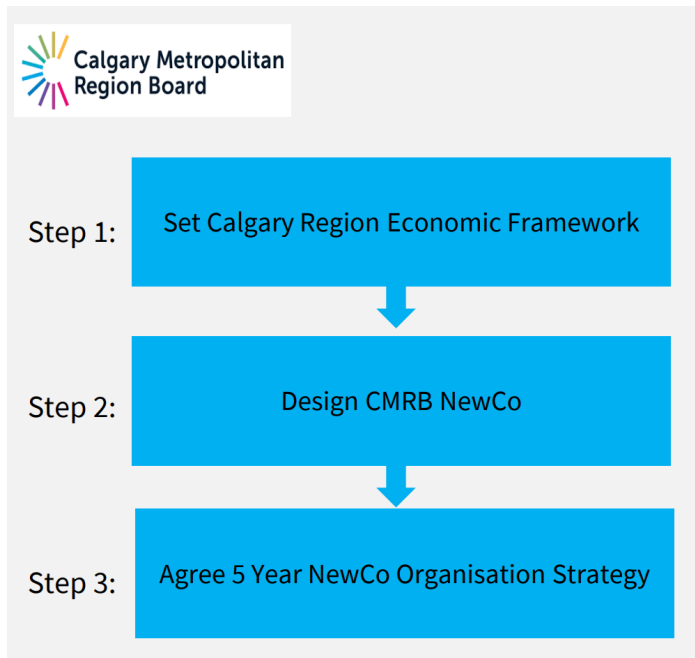 Calgary Metropolitan
Region Board
Step 1:
Set Calgary Region Economic Framework
Step 2:
Design CMRB NewCo
Step 3:
Agree 5 Year NewCo Organisation Strategy